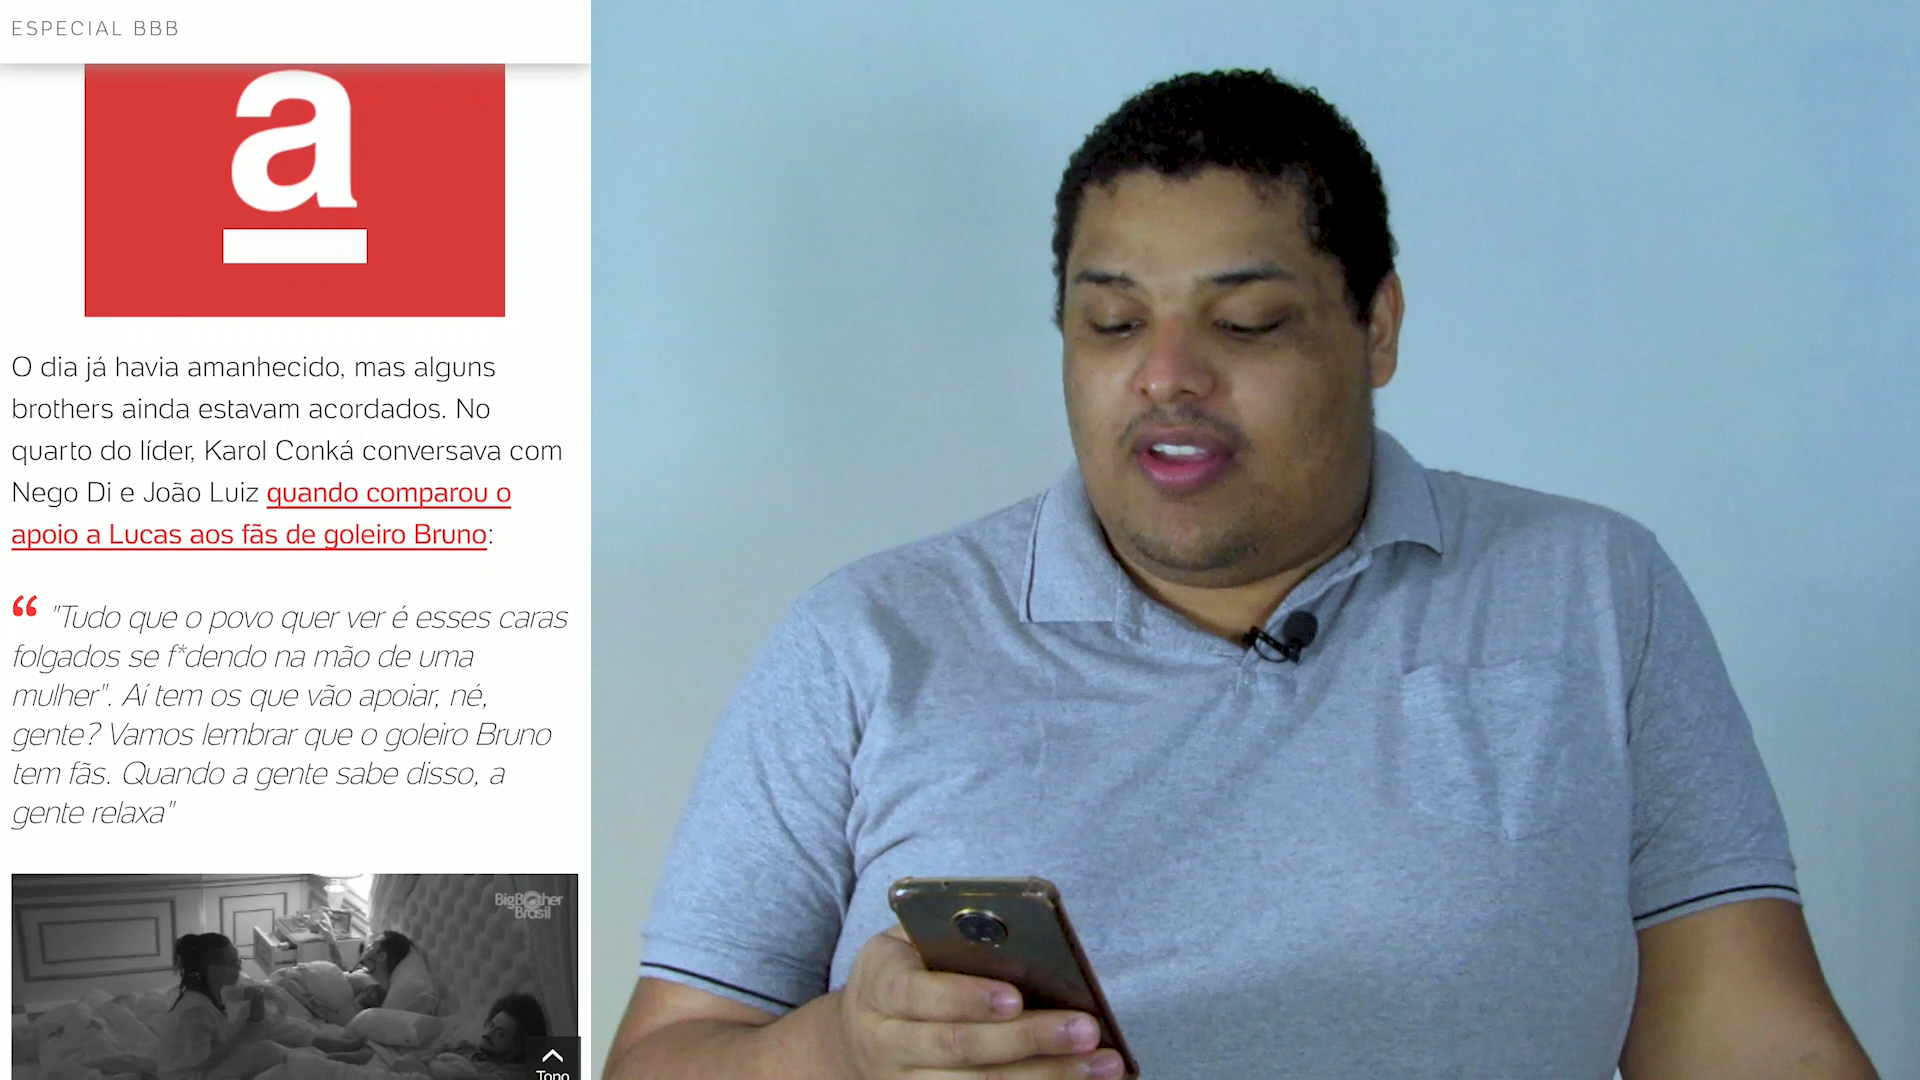 ESPECIAL BBB
a
O dia já havia amanhecido, mas alguns
brothers ainda estavam acordados. No
quarto do líder, Karol Conká conversava com
Nego Di e João Luiz quando comparou o
apoio a Lucas aos fãs de goleiro Bruno:
“ "Tudo que o povo quer ver é esses caras
folgados se f*dendo na mão de uma
mulher". Aí tem os que vão apoiar, né,
gente? Vamos lembrar que o goleiro Bruno
tem fãs. Quando a gente sabe disso, a
gente relaxa"
BigBrother
Brasil
Topo